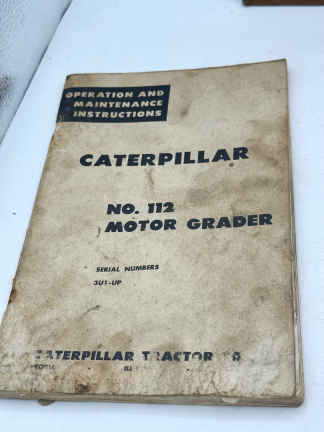 OPERATION AND
MAINTENANCE
INSTRUCTIONS
CATERPILLAR
NO. 112
MOTOR GRADER
SERIAL NUMBERS
3U1-UP
CATERPILLAR TRACTOR CO.